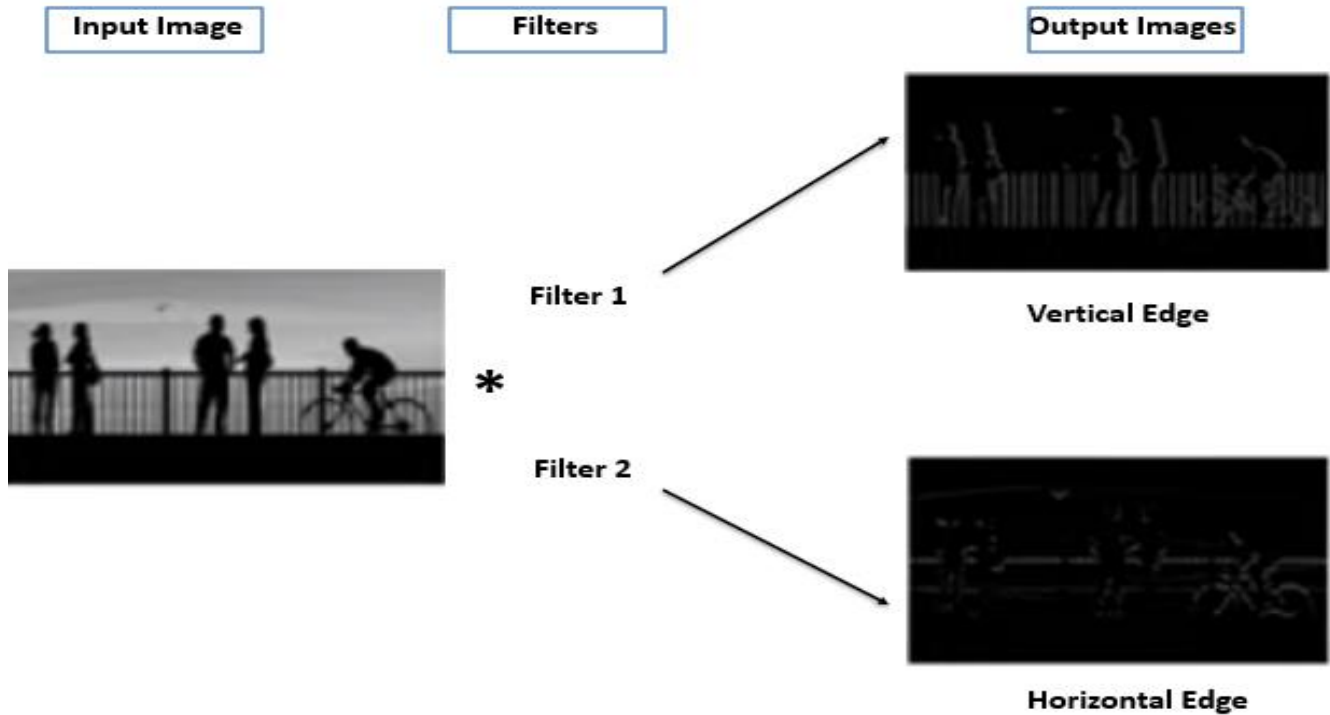 Input Image
Filters
Output Images
Filter 1
Vertical Edge
*
Filter 2
Horizontal Edge